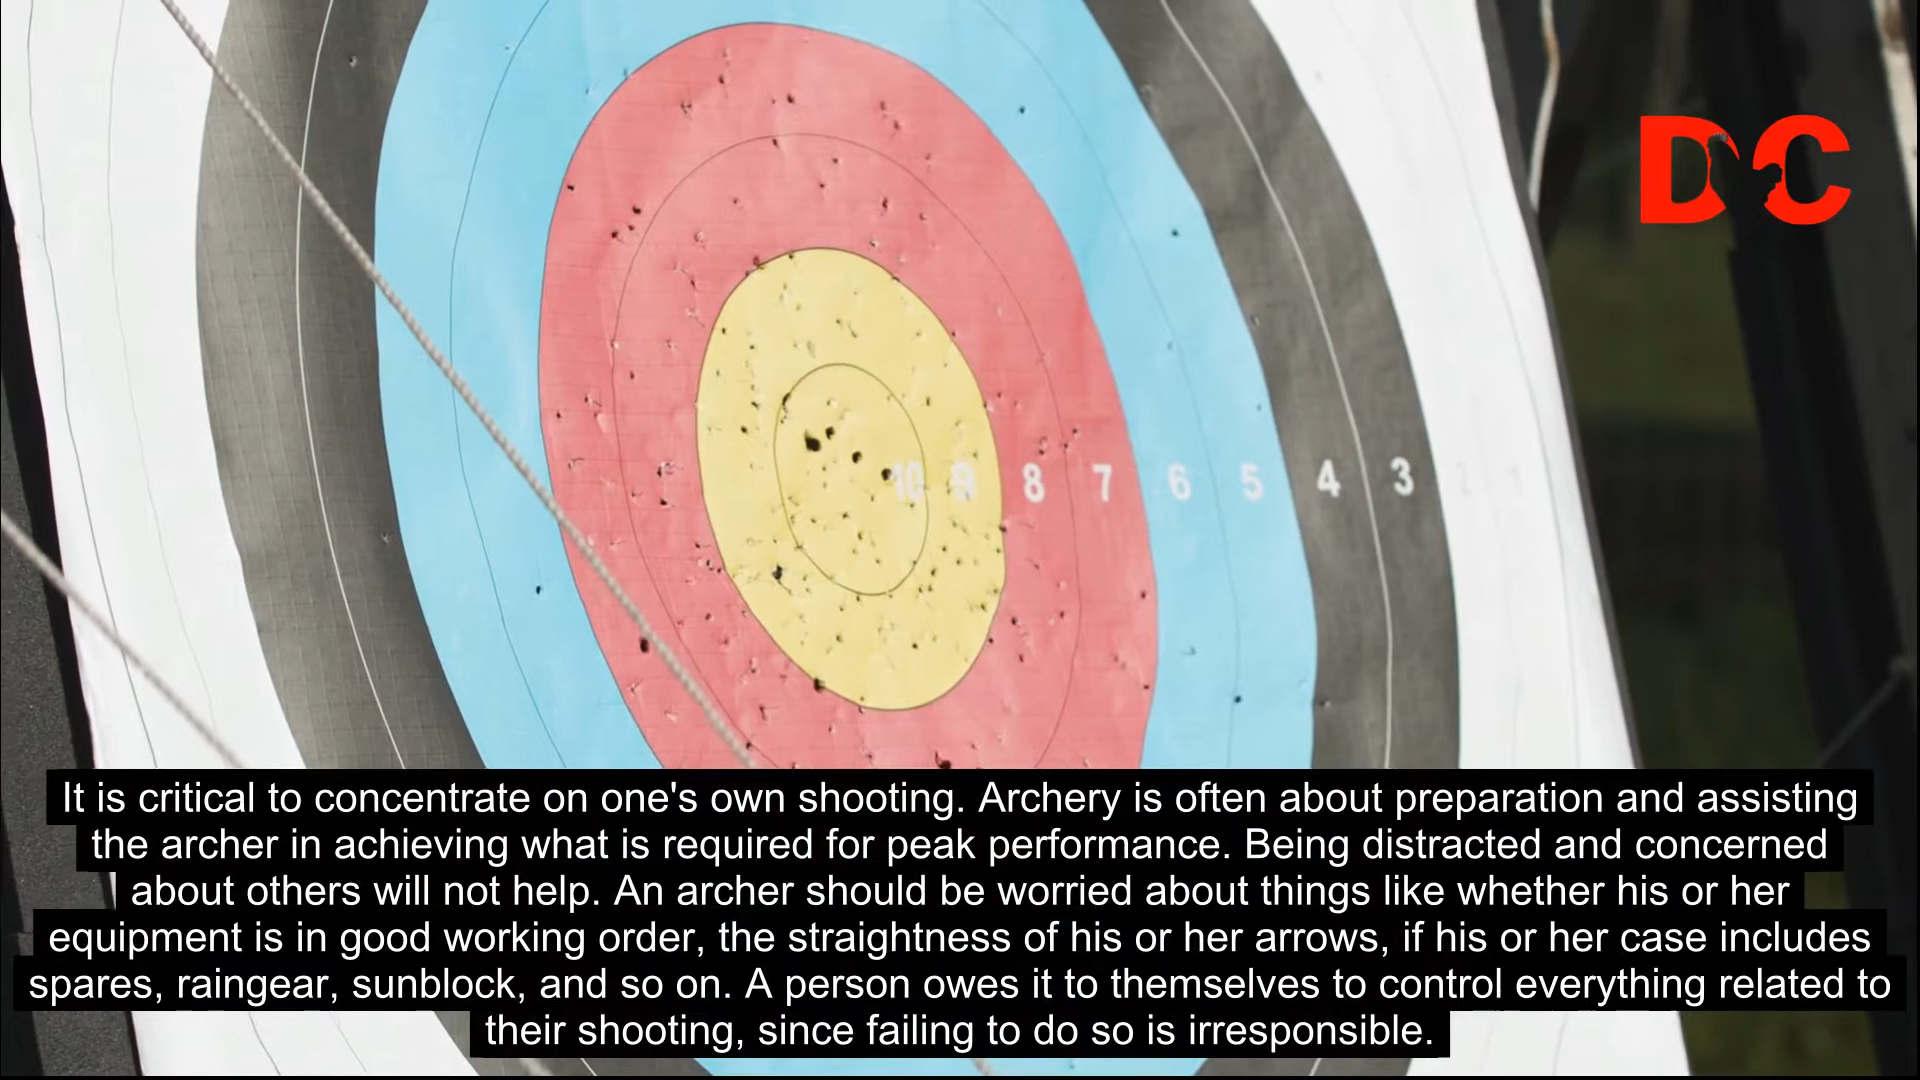 DC
10 9 8 7 6 5 4 3 2 1
It is critical to concentrate on one's own shooting. Archery is often about preparation and assisting
the archer in achieving what is required for peak performance. Being distracted and concerned
about others will not help. An archer should be worried about things like whether his or her
equipment is in good working order, the straightness of his or her arrows, if his or her case includes
spares, raingear, sunblock, and so on. A person owes it to themselves to control everything related to
their shooting, since failing to do so is irresponsible.